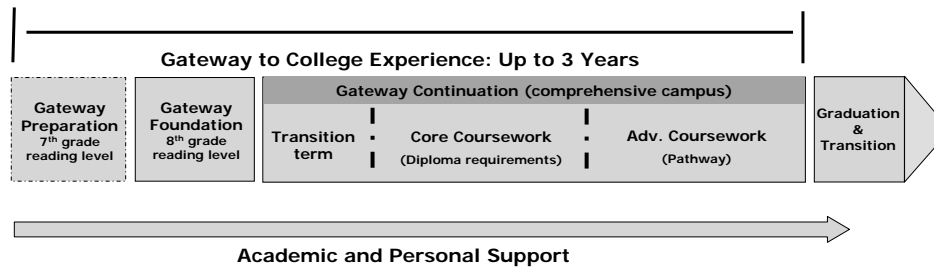 Gateway to College Experience: Up to 3 Years
Gateway
Preparation
7th grade
reading level
Gateway
Foundation
8th grade
reading level
Gateway Continuation (comprehensive campus)
Transition
term
Core Coursework
(Diploma requirements)
Adv. Coursework
(Pathway)
Graduation
&
Transition
Academic and Personal Support